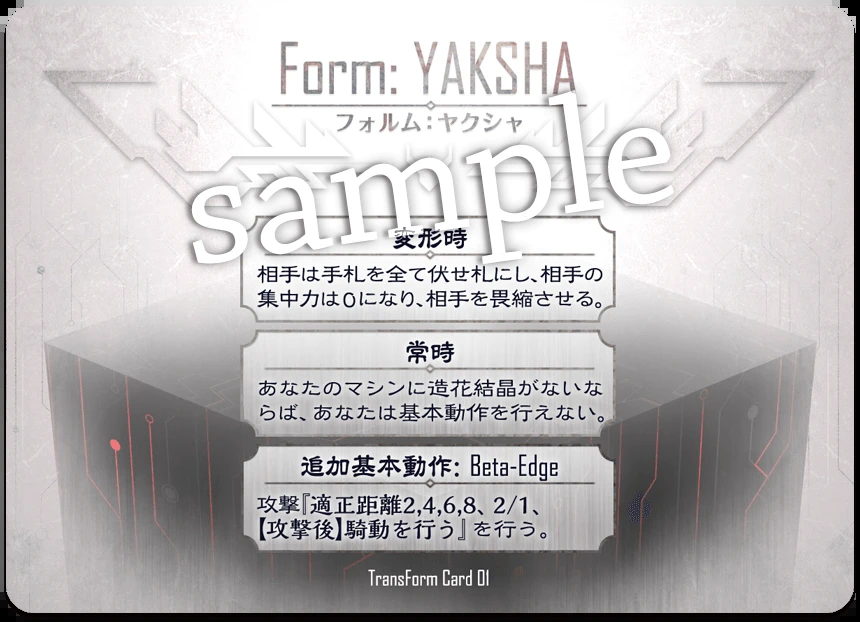 Form: YAKSHA
フォルム:ヤクシャ
sample
変形時
相手は手札を全て伏せ札にし、相手の
集中力は0になり、相手を畏縮させる。
常時
あなたのマシンに造花結晶がないな
らば、あなたは基本動作を行えない。
追加基本動作: Beta-Edge
攻撃『適正距離2,4,6,8、2/1、
【攻撃後】騎動を行う』を行う。
TransForm Card 01